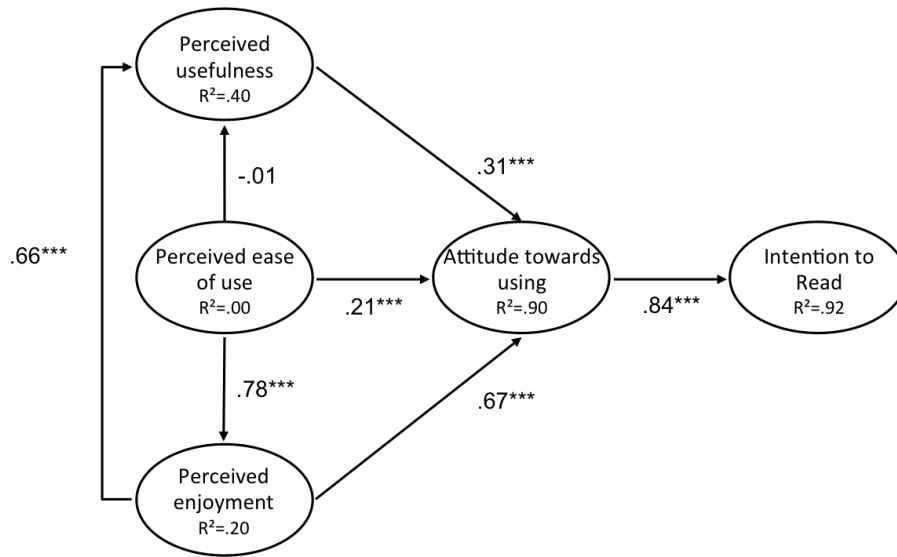 Perceived
usefulness
R²=.40
.31***
-.01
.66***
Perceived ease
of use
R²=.00
.21***
Attitude towards
using
R²=.90
.84***
Intention to
Read
R²=.92
.78***
.67***
Perceived
enjoyment
R²=.20